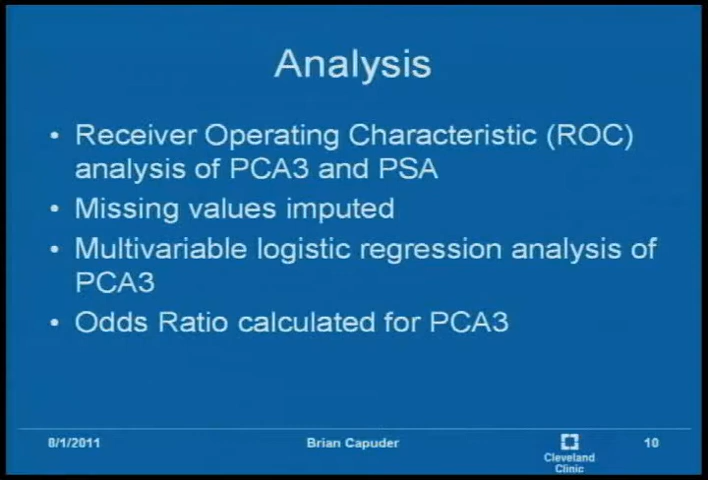 Analysis
• Receiver Operating Characteristic (ROC)
analysis of PCA3 and PSA
• Missing values imputed
• Multivariable logistic regression analysis of
PCA3
• Odds Ratio calculated for PCA3
8/1/2011
Brian Capuder
Cleveland
Clinic
10